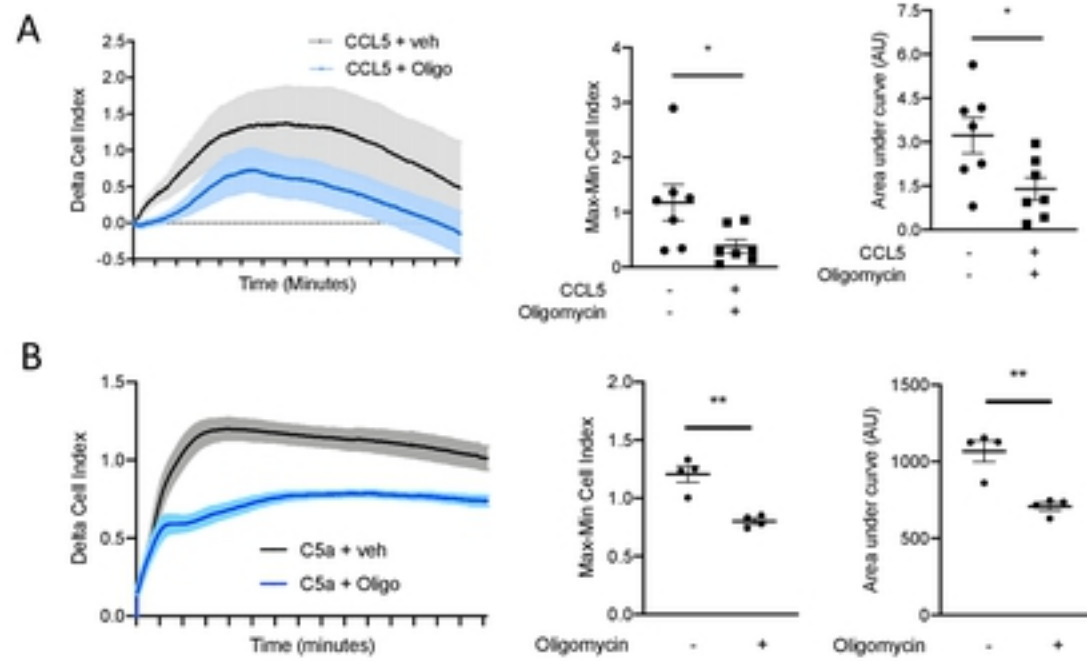 A
CCL5 + veh
CCL5 + Oligo
Delta Cell Index
2.5
2.0
1.5
1.0
0.5
0.0
-0.5
Time (Minutes)
Max-Min Cell Index
4
3
2
1
0
*
CCL5 - +
Oligomycin - +
Area under curve (AU)
7.5
6.0
4.5
3.0
1.5
0.0
*
CCL5 - +
Oligomycin - +
B
Delta Cell Index
1.5
1.0
0.5
0.0
C5a + veh
C5a + Oligo
Time (minutes)
Max-Min Cell Index
2.0
1.5
1.0
0.5
0.0
**
Oligomycin - +
Area under curve (AU)
1500
1000
500
0
**
Oligomycin - +